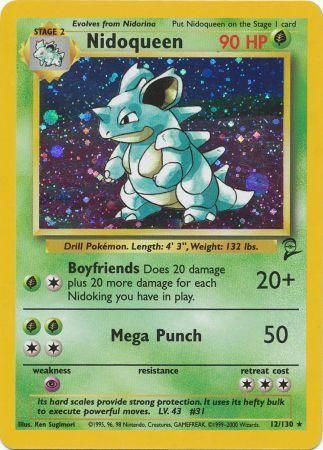 STAGE 2
Evolves from Nidorina
Put Nidoqueen on the Stage 1 card
Nidoqueen
90 HP
Drill Pokémon. Length: 4' 3", Weight: 132 lbs.
Boyfriends Does 20 damage
plus 20 more damage for each
Nidoking you have in play.
20+
Mega Punch
50
weakness
resistance
retreat cost
Its hard scales provide strong protection. It uses its hefty bulk
to execute powerful moves. LV. 43 #31
Illus. Ken Sugimori
©1995, 96, 98 Nintendo, Creatures, GAMEFREAK. ©1999-2000 Wizards.
12/130 ★